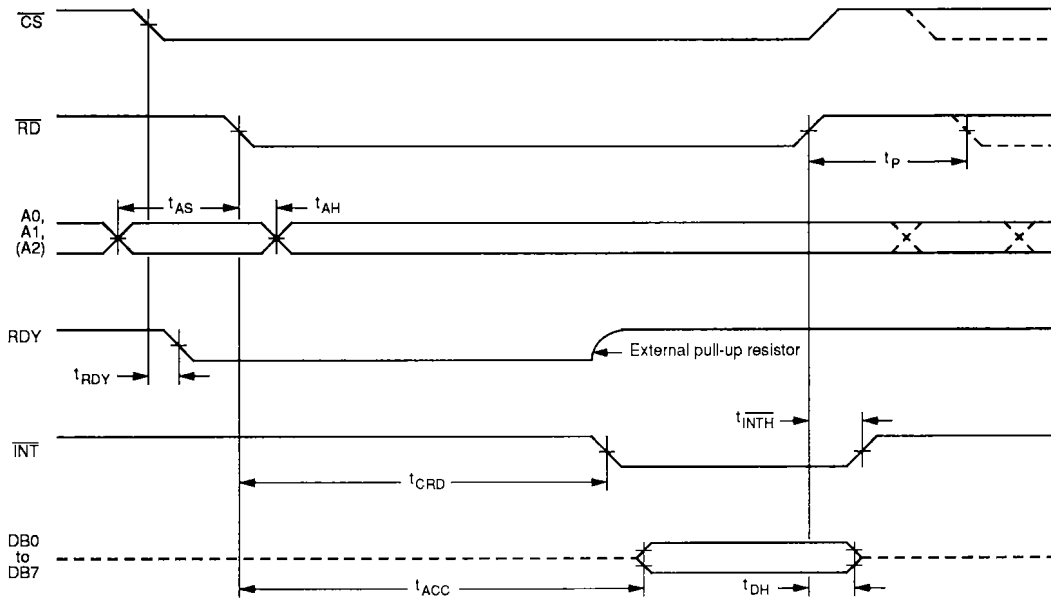 CS
RD
tP
A0,
A1,
(A2)
tAS
tAH
RDY
External pull-up resistor
tRDY
tINTH
INT
tCRD
DB0
to
DB7
tACC
tDH